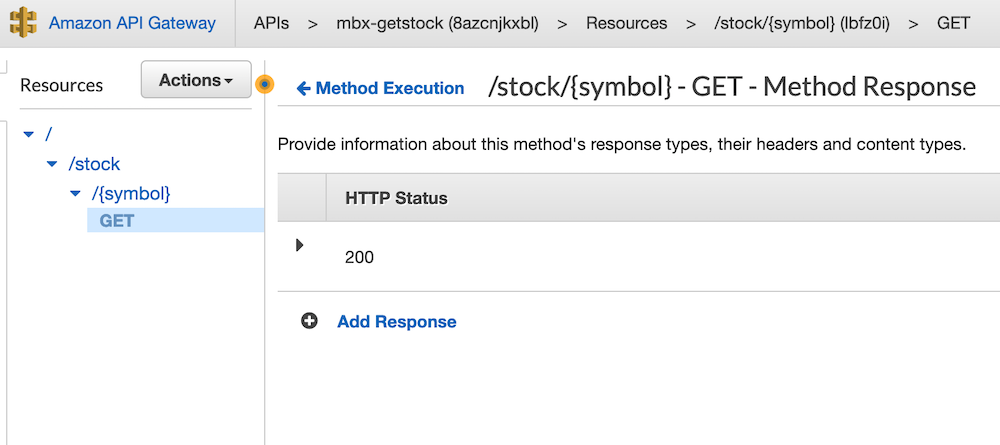 Amazon API Gateway APIs > mbx-getstock (8azcnjkxbl) > Resources > /stock/{symbol} (lbfz0i) > GET
Resources Actions
Method Execution /stock/{symbol} - GET - Method Response
/
/stock
/{symbol}
GET
Provide information about this method's response types, their headers and content types.
HTTP Status
200
Add Response